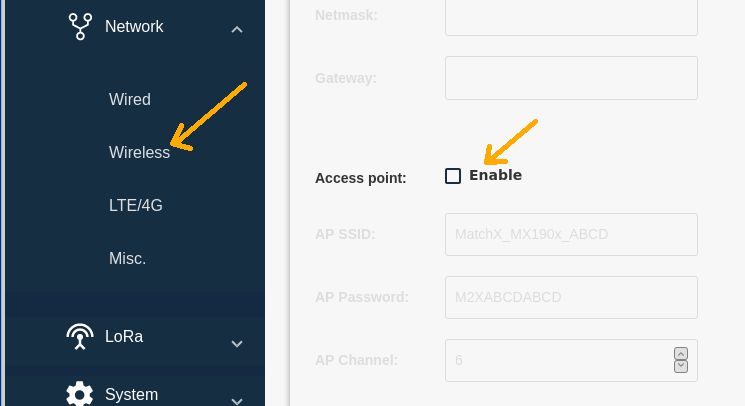 Network
Wired
Wireless
LTE/4G
Misc.
LoRa
System
Netmask:
Gateway:
Access point: Enable
AP SSID: MatchX_MX190x_ABCD
AP Password: M2XABCDABCD
AP Channel: 6